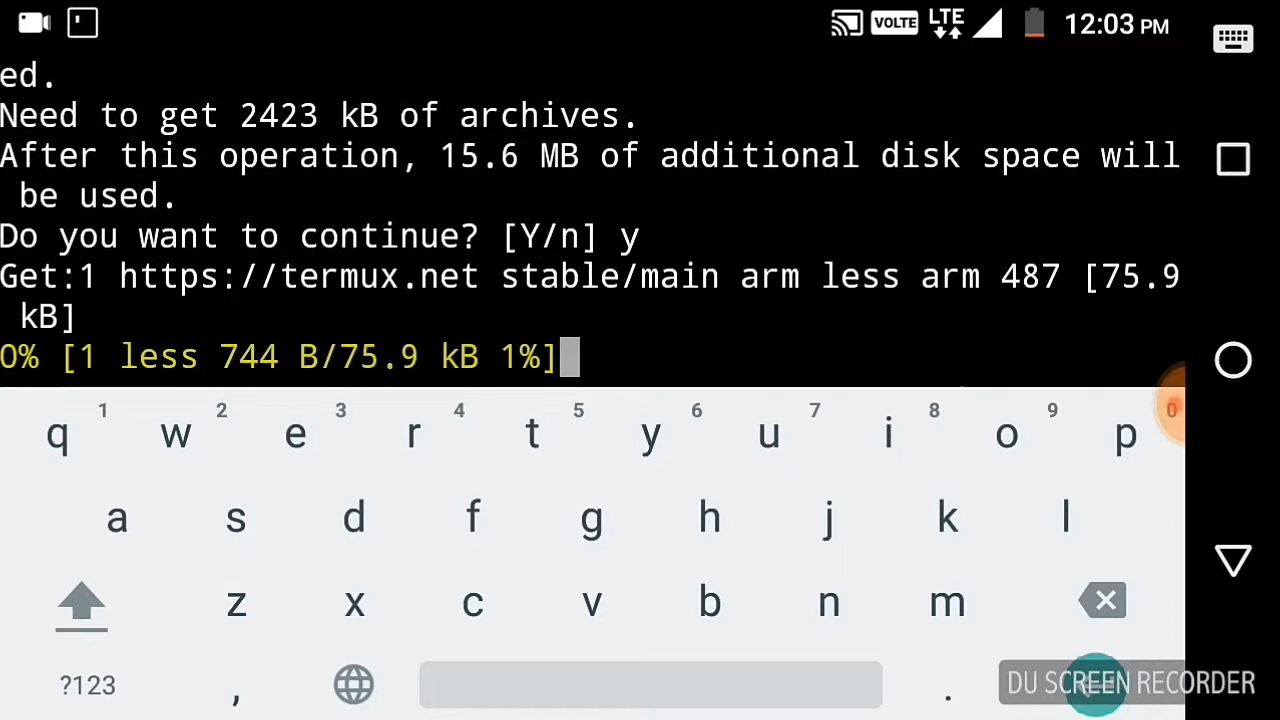 VOLTE LTE 12:03 PM
ed.
Need to get 2423 kB of archives.
After this operation, 15.6 MB of additional disk space will
be used.
Do you want to continue? [Y/n] y
Get:1 https://termux.net stable/main arm less arm 487 [75.9
kB]
0% [1 less 744 B/75.9 kB 1%]
1 2 3 4 5 6 7 8 9 0
q w e r t y u i o p
a s d f g h j k l
z x c v b n m
?123 , . DU SCREEN RECORDER